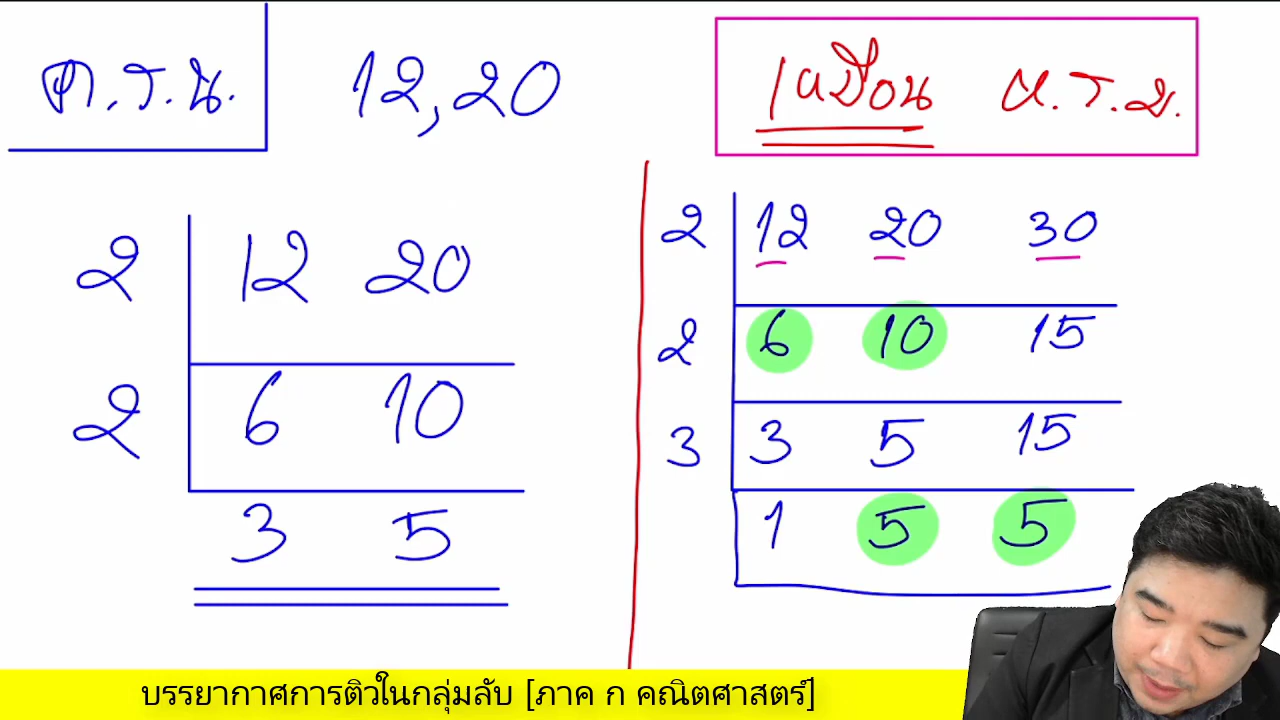 ค.ร.น. 12,20
2 12 20
2 6 10
3 5
เหมือน ห.ร.ม.
2 12 20 30
2 6 10 15
3 3 5 15
1 5 5
บรรยากาศการติวในกลุ่มลับ [ภาค ก คณิตศาสตร์]